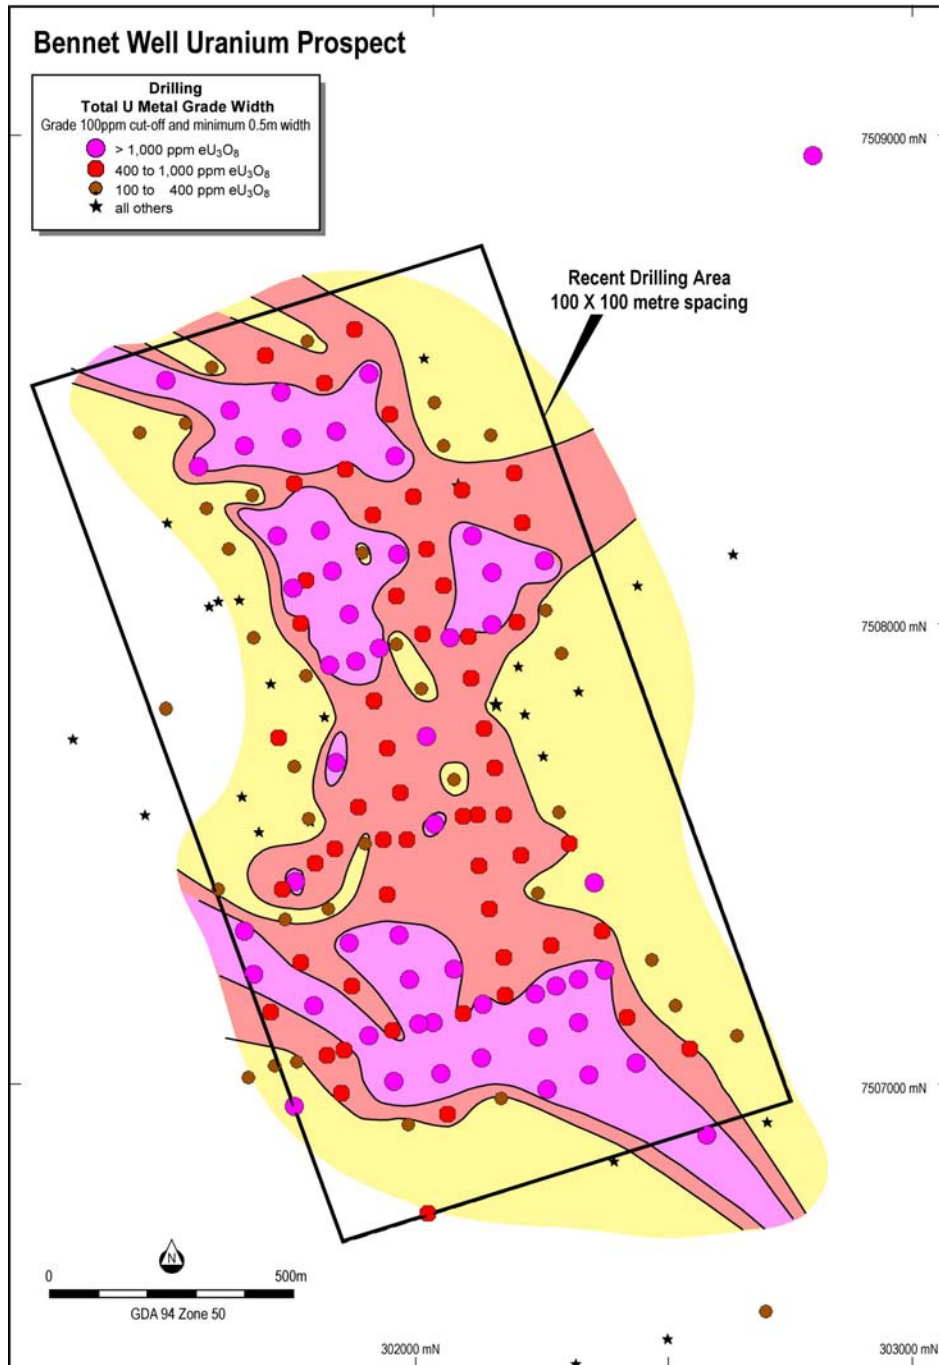 Bennet Well Uranium Prospect
Drilling
Total U Metal Grade Width
Grade 100ppm cut-off and minimum 0.5m width
> 1,000 ppm eU₃O₈
400 to 1,000 ppm eU₃O₈
100 to 400 ppm eU₃O₈
all others
7509000 mN
Recent Drilling Area
100 X 100 metre spacing
7508000 mN
7507000 mN
N
0 500m
GDA 94 Zone 50
302000 mN 303000 mN